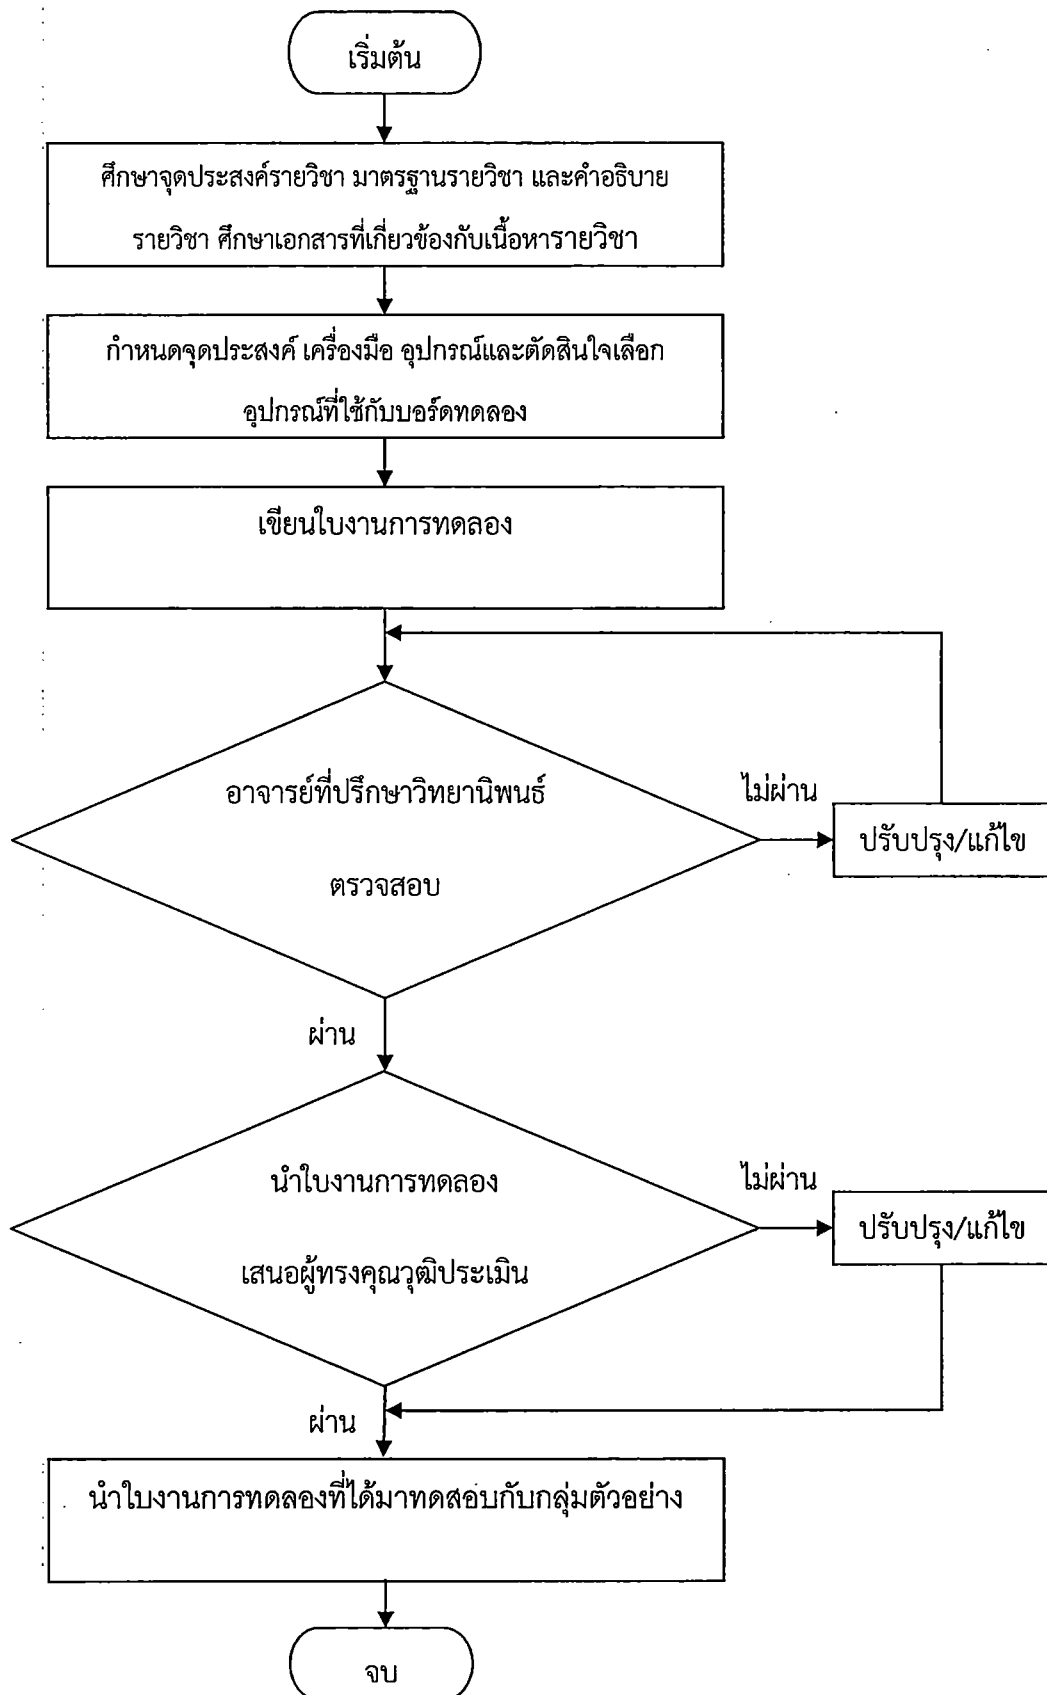 เริ่มต้น
ศึกษาจุดประสงค์รายวิชา มาตรฐานรายวิชา และคำอธิบาย
รายวิชา ศึกษาเอกสารที่เกี่ยวข้องกับเนื้อหารายวิชา
กำหนดจุดประสงค์ เครื่องมือ อุปกรณ์และตัดสินใจเลือก
อุปกรณ์ที่ใช้กับบอร์ดทดลอง
เขียนใบงานการทดลอง
อาจารย์ที่ปรึกษาวิทยานิพนธ์
ตรวจสอบ
ไม่ผ่าน
ปรับปรุง/แก้ไข
ผ่าน
นำใบงานการทดลอง
เสนอผู้ทรงคุณวุฒิประเมิน
ไม่ผ่าน
ปรับปรุง/แก้ไข
ผ่าน
นำใบงานการทดลองที่ได้มาทดสอบกับกลุ่มตัวอย่าง
จบ